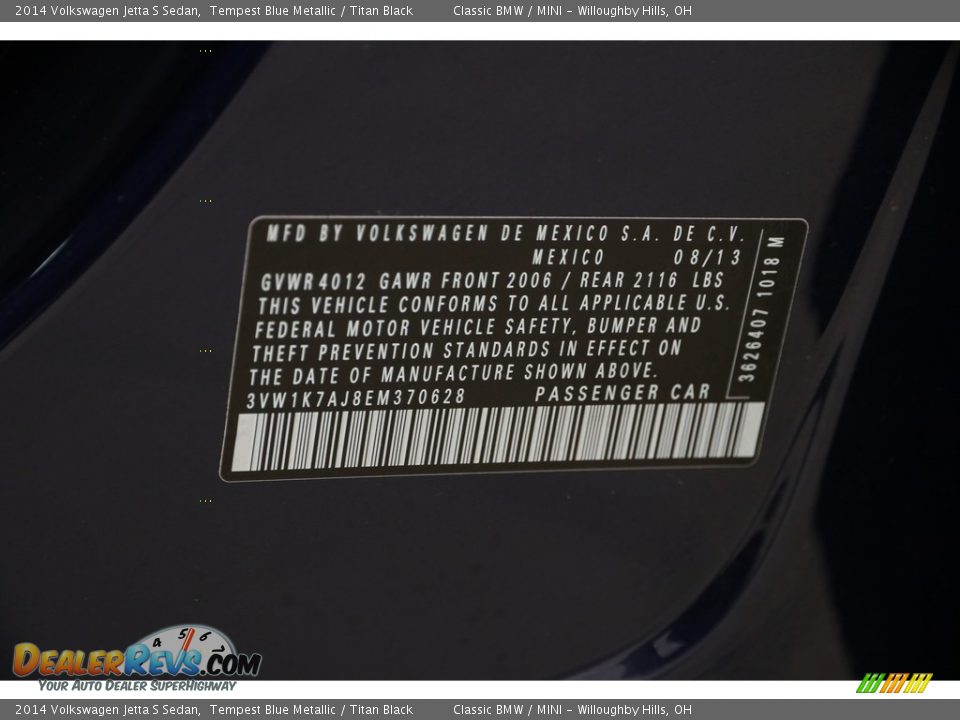 2014 Volkswagen Jetta S Sedan, Tempest Blue Metallic / Titan Black Classic BMW / MINI - Willoughby Hills, OH
MFD BY VOLKSWAGEN DE MEXICO S.A. DE C.V.
MEXICO 08/13
GVWR 4012 GAWR FRONT 2006 / REAR 2116 LBS
THIS VEHICLE CONFORMS TO ALL APPLICABLE U.S.
FEDERAL MOTOR VEHICLE SAFETY, BUMPER AND
THEFT PREVENTION STANDARDS IN EFFECT ON
THE DATE OF MANUFACTURE SHOWN ABOVE.
3VW1K7AJ8EM370628 PASSENGER CAR
3626407 1018 M
4 5 6
DEALERREVS.COM
YOUR AUTO DEALER SUPERHIGHWAY
2014 Volkswagen Jetta S Sedan, Tempest Blue Metallic / Titan Black Classic BMW / MINI - Willoughby Hills, OH